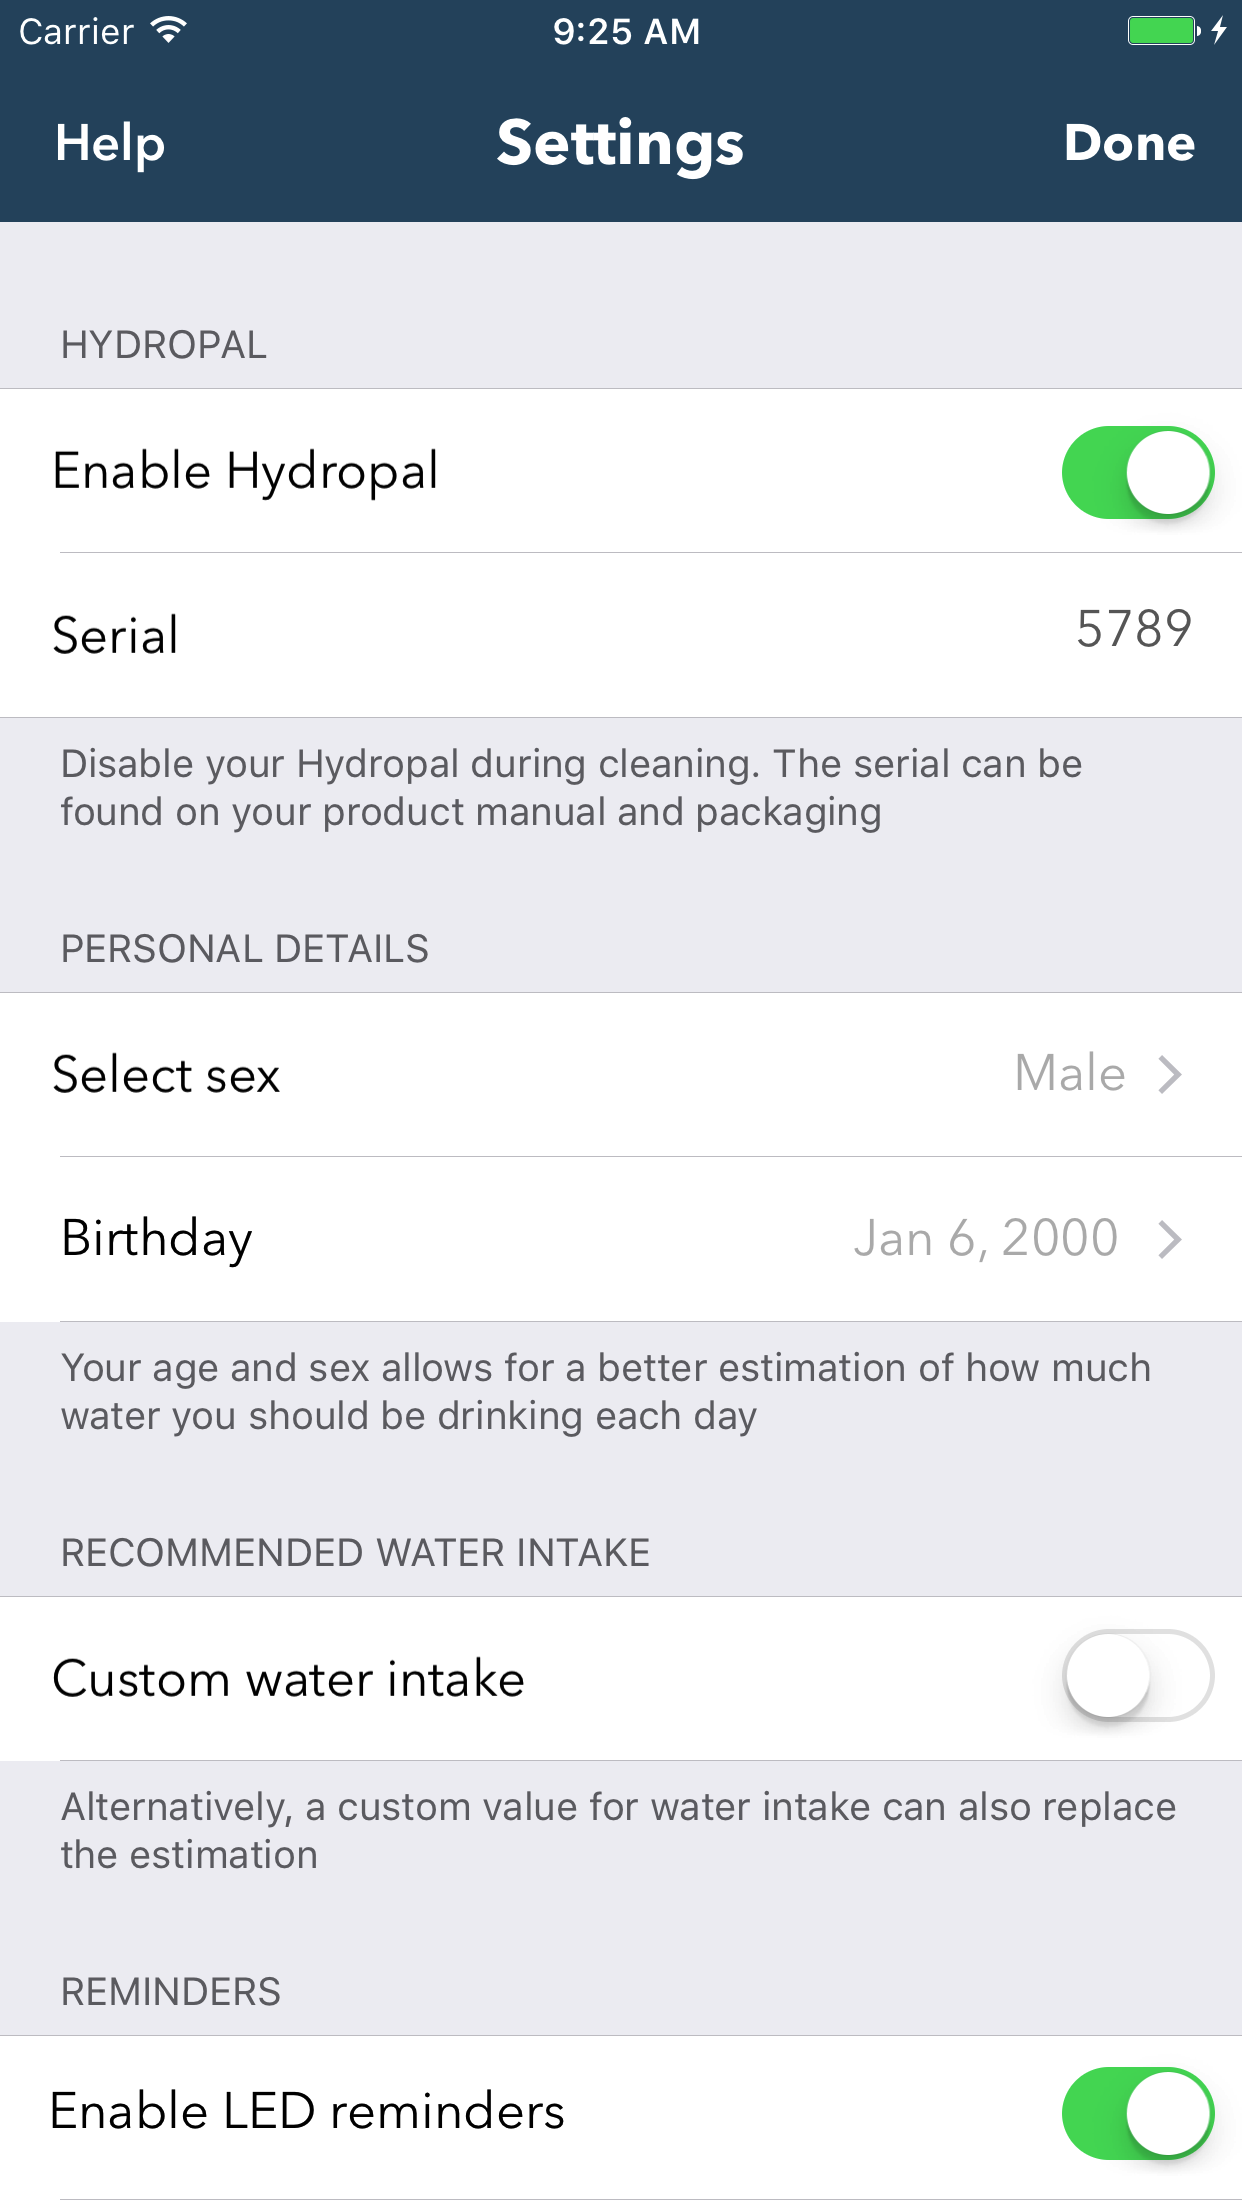 Carrier 9:25 AM
Help Settings Done
HYDROPAL
Enable Hydropal
Serial 5789
Disable your Hydropal during cleaning. The serial can be
found on your product manual and packaging
PERSONAL DETAILS
Select sex Male
Birthday Jan 6, 2000
Your age and sex allows for a better estimation of how much
water you should be drinking each day
RECOMMENDED WATER INTAKE
Custom water intake
Alternatively, a custom value for water intake can also replace
the estimation
REMINDERS
Enable LED reminders